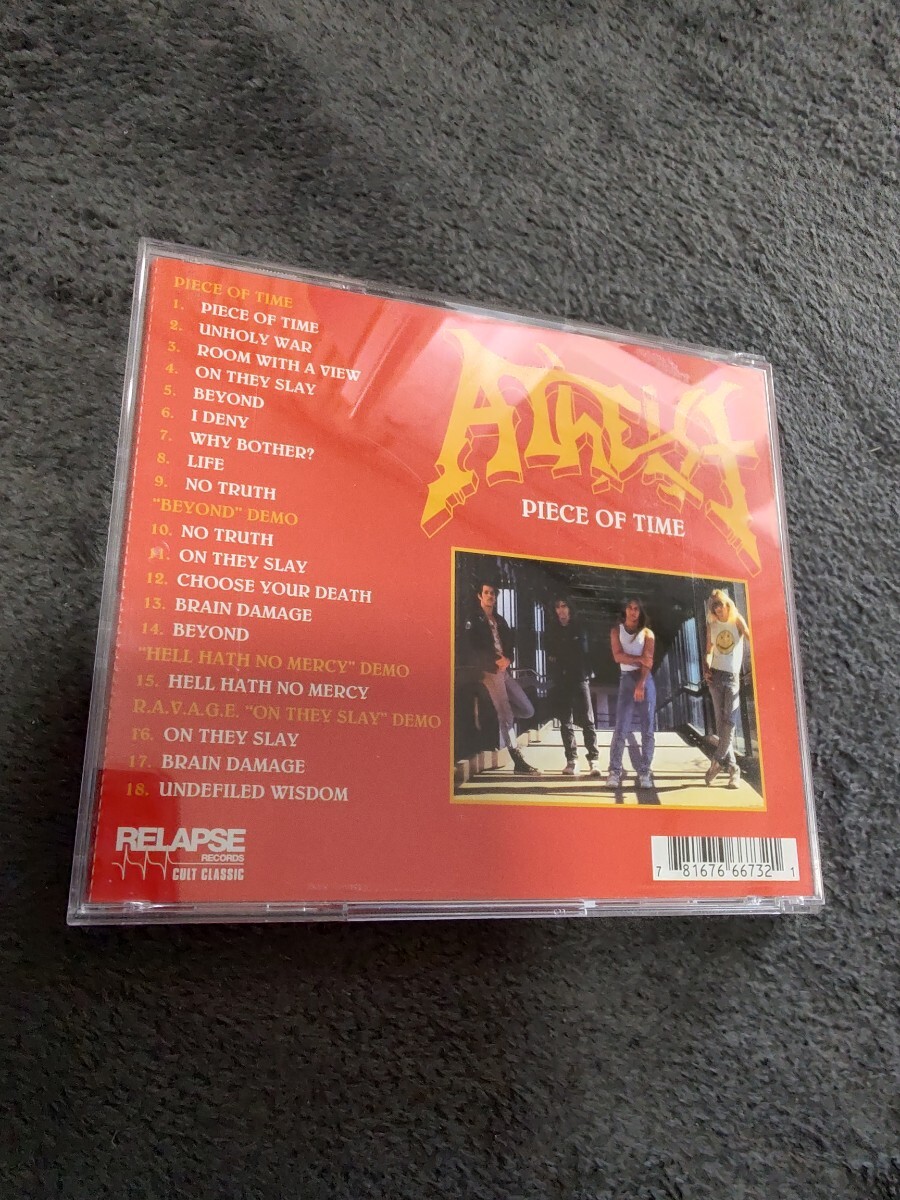 PIECE OF TIME
1. PIECE OF TIME
2. UNHOLY WAR
3. ROOM WITH A VIEW
4. ON THEY SLAY
5. BEYOND
6. I DENY
7. WHY BOTHER?
8. LIFE
9. NO TRUTH
"BEYOND" DEMO
10. NO TRUTH
11. ON THEY SLAY
12. CHOOSE YOUR DEATH
13. BRAIN DAMAGE
14. BEYOND
"HELL HATH NO MERCY" DEMO
15. HELL HATH NO MERCY
R.A.V.A.G.E. "ON THEY SLAY" DEMO
16. ON THEY SLAY
17. BRAIN DAMAGE
18. UNDEFILED WISDOM
RELAPSE
RECORDS
CULT CLASSIC
ATHEIST
PIECE OF TIME
7 81676 66732 1